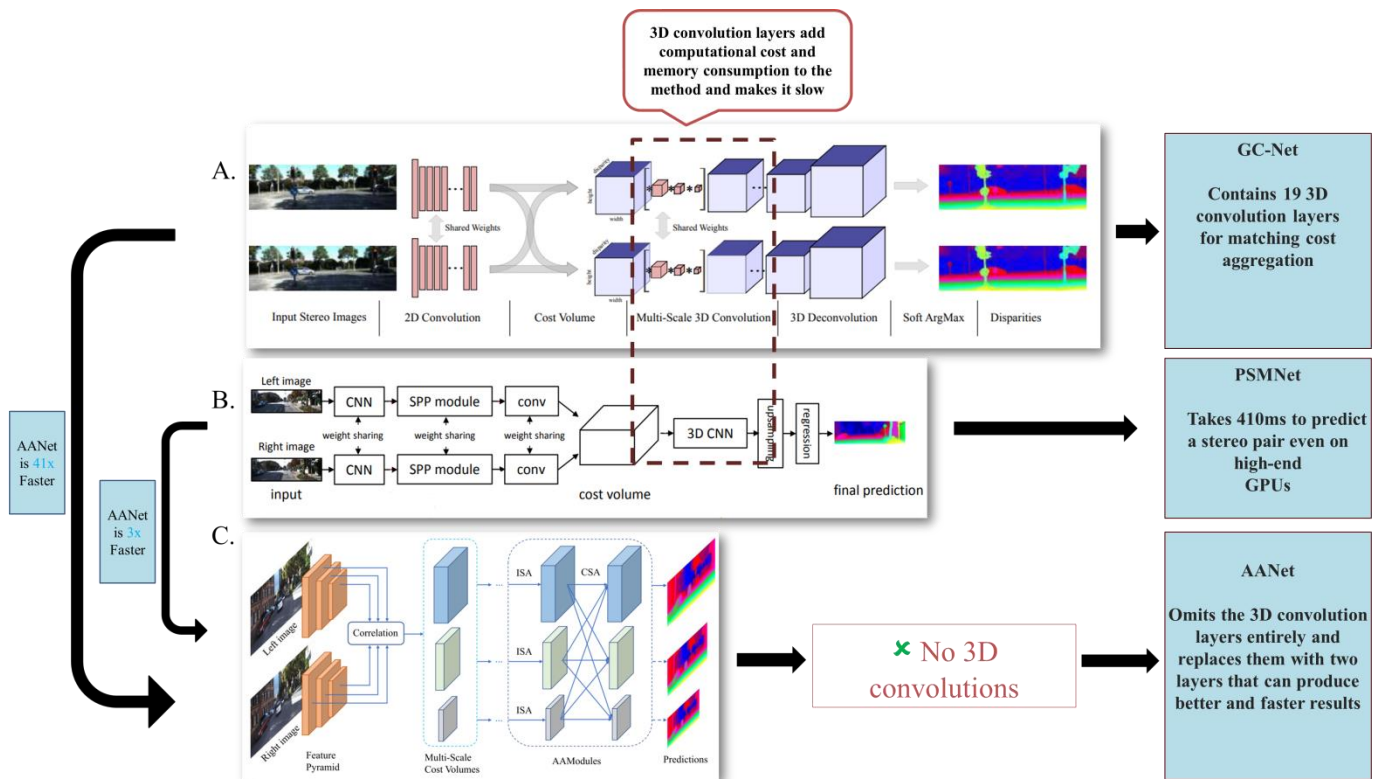 3D convolution layers add
computational cost and
memory consumption to the
method and makes it slow
A.
disparity
height
width
Shared Weights
disparity
height
width
Shared Weights
Input Stereo Images
2D Convolution
Cost Volume
Multi-Scale 3D Convolution
3D Deconvolution
Soft ArgMax
Disparities
GC-Net
Contains 19 3D
convolution layers
for matching cost
aggregation
B.
Left image
CNN
SPP module
conv
weight sharing
weight sharing
weight sharing
Right image
CNN
SPP module
conv
input
cost volume
3D CNN
upsampling
regression
final prediction
PSMNet
Takes 410ms to predict
a stereo pair even on
high-end
GPUs
AANet
is 41x
Faster
AANet
is 3x
Faster
C.
Left image
Right image
Feature
Pyramid
Correlation
Multi-Scale
Cost Volumes
ISA
CSA
ISA
ISA
AAModules
Predictions
✘ No 3D
convolutions
AANet
Omits the 3D convolution
layers entirely and
replaces them with two
layers that can produce
better and faster results